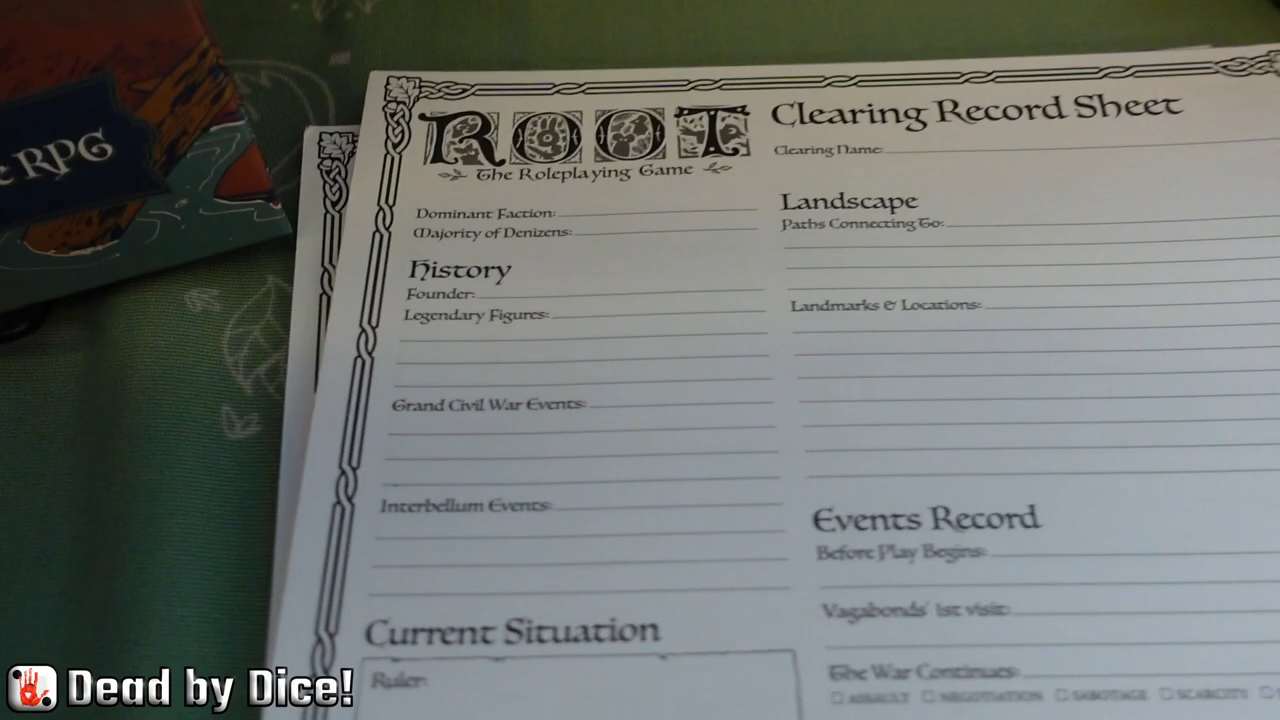 RPG
ROOT
The Roleplaying Game
Clearing Record Sheet
Clearing Name:
Dominant Faction:
Majority of Denizens:
History
Founder:
Legendary Figures:
Grand Civil War Events:
Interbellum Events:
Current Situation
Ruler:
Landscape
Paths Connecting To:
Landmarks & Locations:
Events Record
Before Play Begins:
Vagabonds' 1st visit:
The War Continues:
ASSAULT NEGOTIATION SABOTAGE SCARCITY
Dead by Dice!